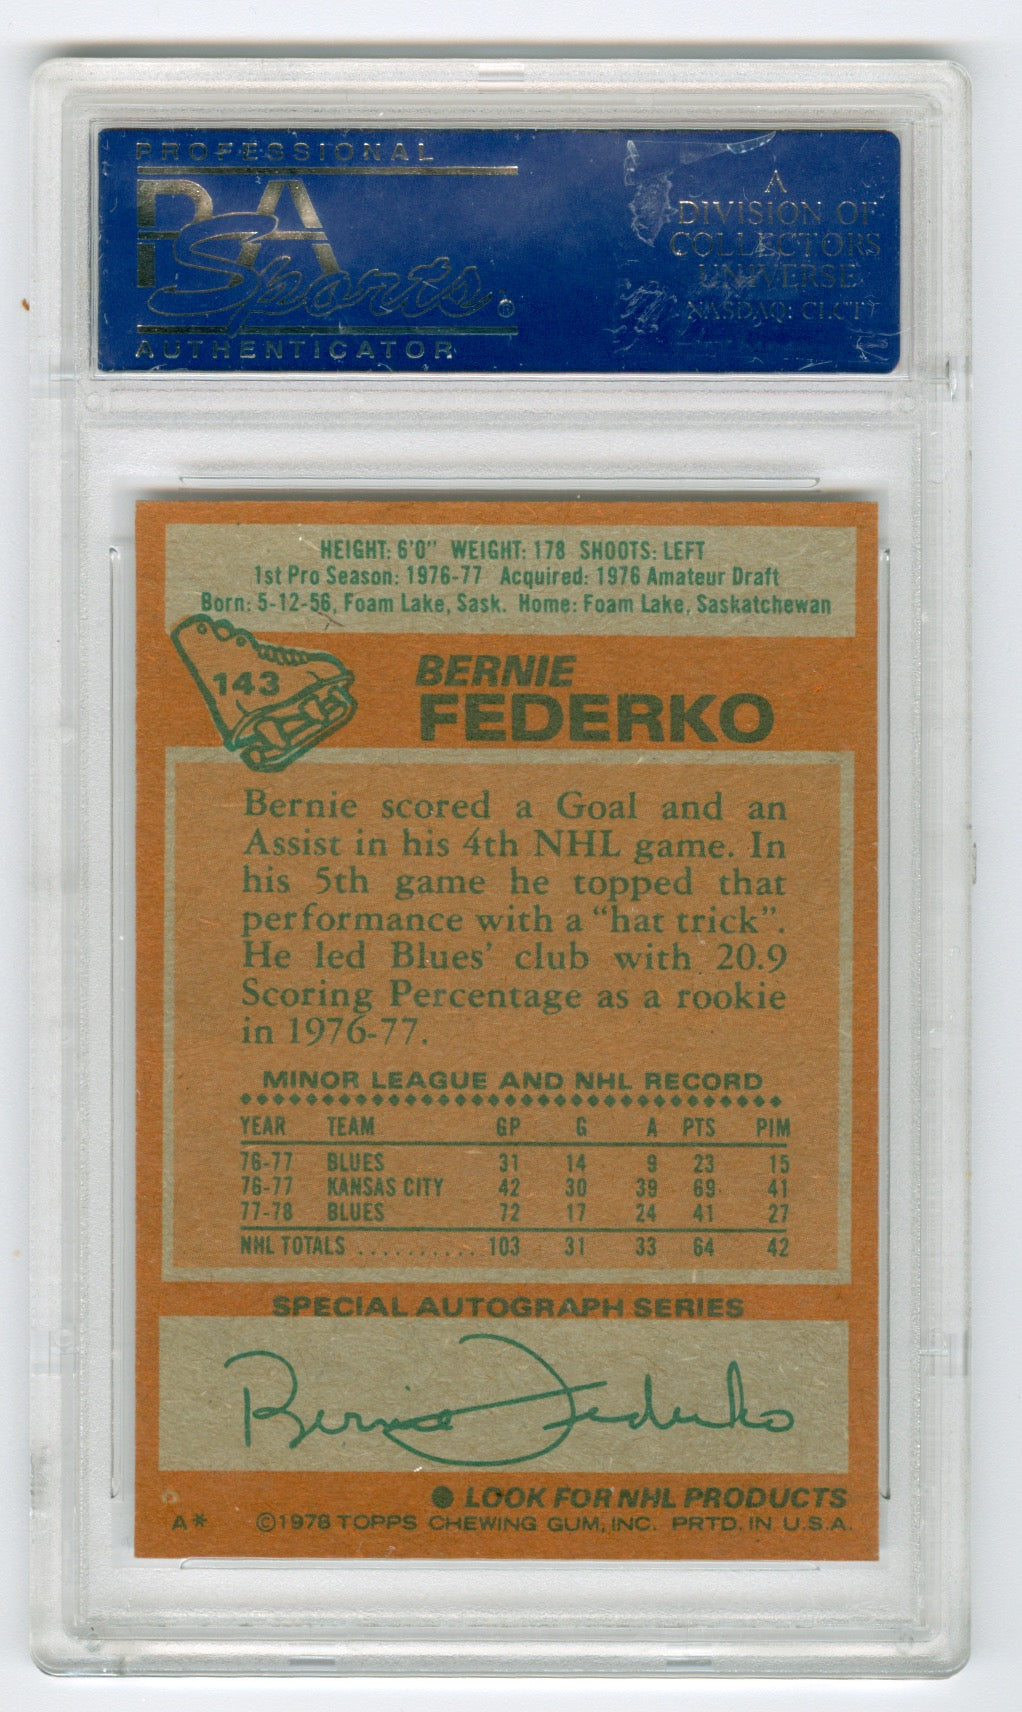 PROFESSIONAL
PSA
Sports®
AUTHENTICATOR
A
DIVISION OF
COLLECTORS
UNIVERSE
NASDAQ: CLCT
HEIGHT: 6'0" WEIGHT: 178 SHOOTS: LEFT
1st Pro Season: 1976-77 Acquired: 1976 Amateur Draft
Born: 5-12-56, Foam Lake, Sask. Home: Foam Lake, Saskatchewan
143
BERNIE
FEDERKO
Bernie scored a Goal and an
Assist in his 4th NHL game. In
his 5th game he topped that
performance with a "hat trick".
He led Blues' club with 20.9
Scoring Percentage as a rookie
in 1976-77.
MINOR LEAGUE AND NHL RECORD
YEAR TEAM GP G A PTS PIM
76-77 BLUES 31 14 9 23 15
76-77 KANSAS CITY 42 30 39 69 41
77-78 BLUES 72 17 24 41 27
NHL TOTALS .......... 103 31 33 64 42
SPECIAL AUTOGRAPH SERIES
Bernie Federko
● LOOK FOR NHL PRODUCTS
A* ©1978 TOPPS CHEWING GUM, INC. PRTD. IN U.S.A.